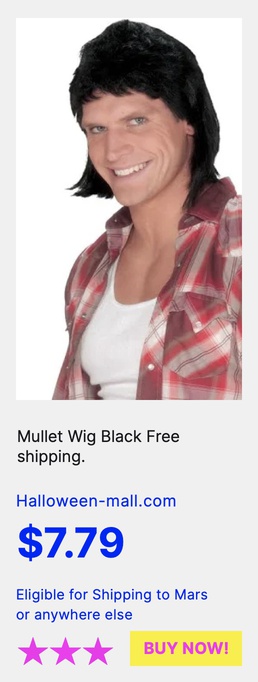 Mullet Wig Black Free
shipping.
Halloween-mall.com
$7.79
Eligible for Shipping to Mars
or anywhere else
BUY NOW!